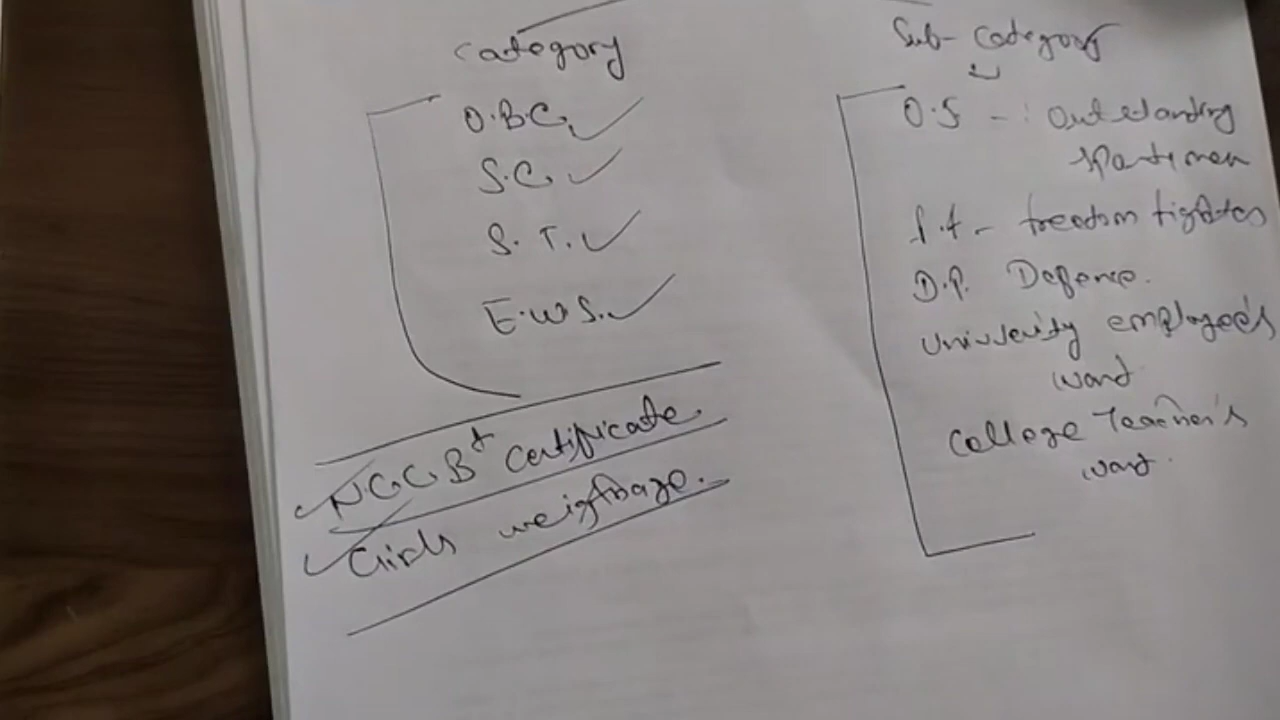 Category
O.B.C.
S.C.
S.T.
E.W.S.
N.C.C B+ Certificate.
Girls weightage.
Sub-Category
O.S - : Outstanding
Sportsmen
f.f - freedom fighters
D.P. Defence.
University employee's
ward
College Teacher's
ward.